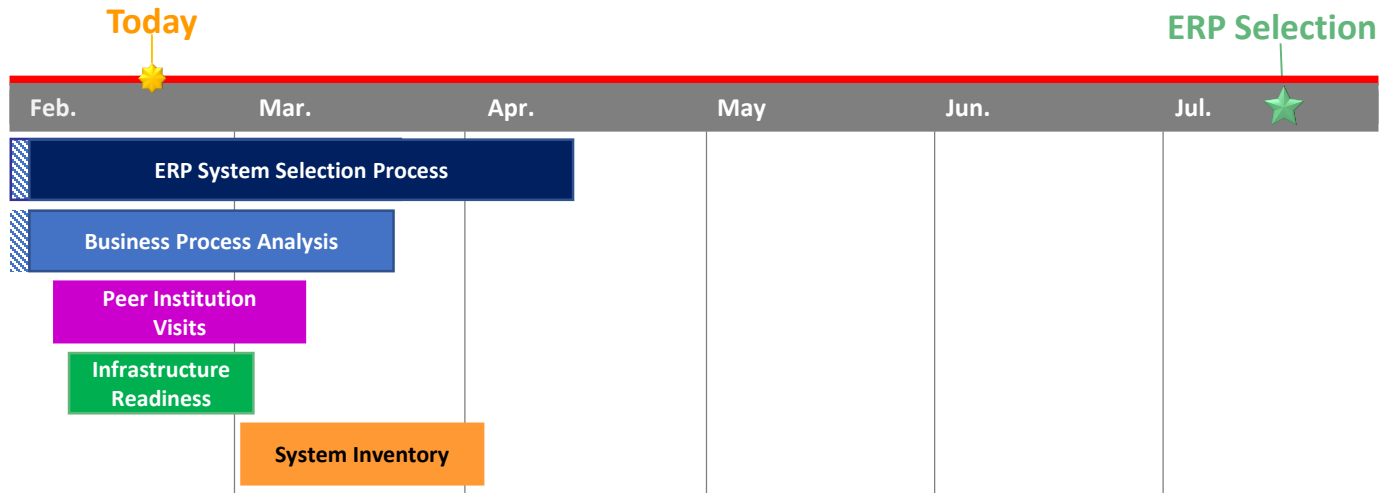 Today
ERP Selection
Feb. Mar. Apr. May Jun. Jul.
ERP System Selection Process
Business Process Analysis
Peer Institution
Visits
Infrastructure
Readiness
System Inventory